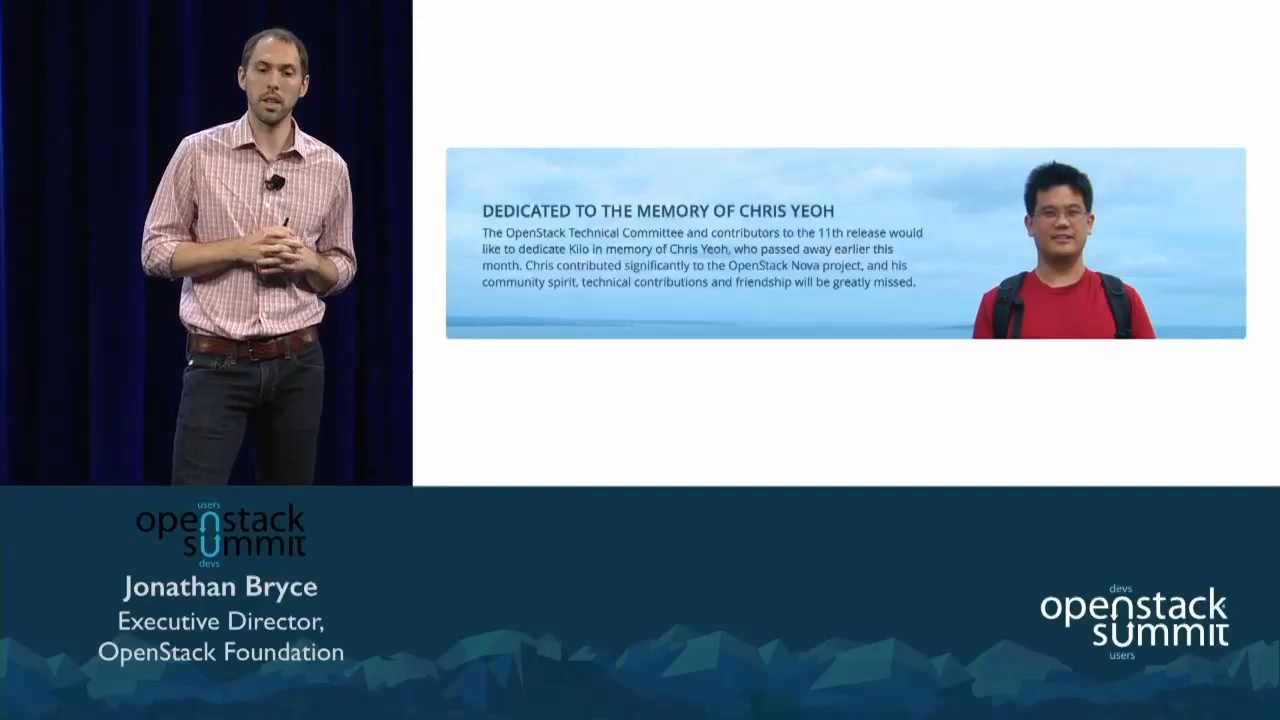 DEDICATED TO THE MEMORY OF CHRIS YEOH
The OpenStack Technical Committee and contributors to the 11th release would
like to dedicate Kilo in memory of Chris Yeoh, who passed away earlier this
month. Chris contributed significantly to the OpenStack Nova project, and his
community spirit, technical contributions and friendship will be greatly missed.
users
openstack
summit
devs
Jonathan Bryce
Executive Director,
OpenStack Foundation
devs
openstack
summit
users